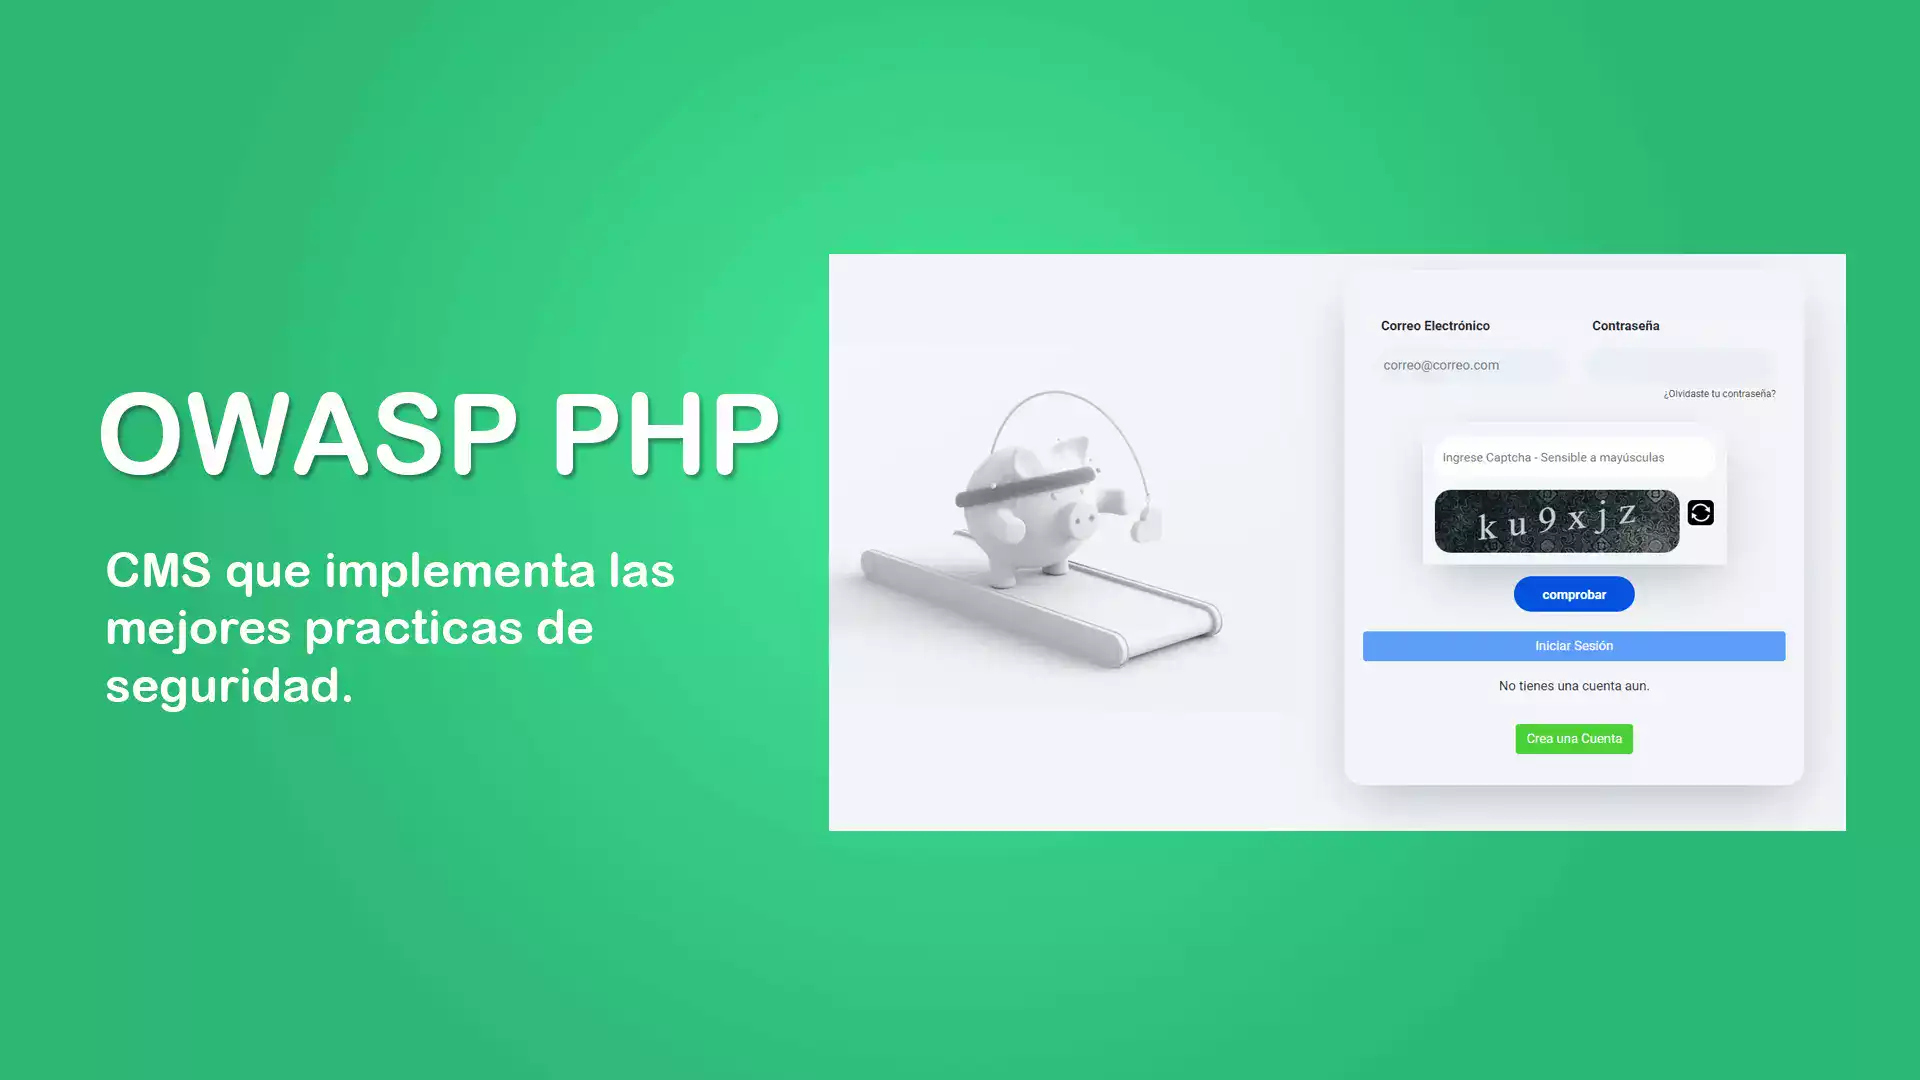 OWASP PHP
CMS que implementa las
mejores practicas de
seguridad.
Correo Electrónico
Contraseña
correo@correo.com
¿Olvidaste tu contraseña?
Ingrese Captcha - Sensible a mayúsculas
ku9xjz
comprobar
Iniciar Sesión
No tienes una cuenta aun.
Crea una Cuenta